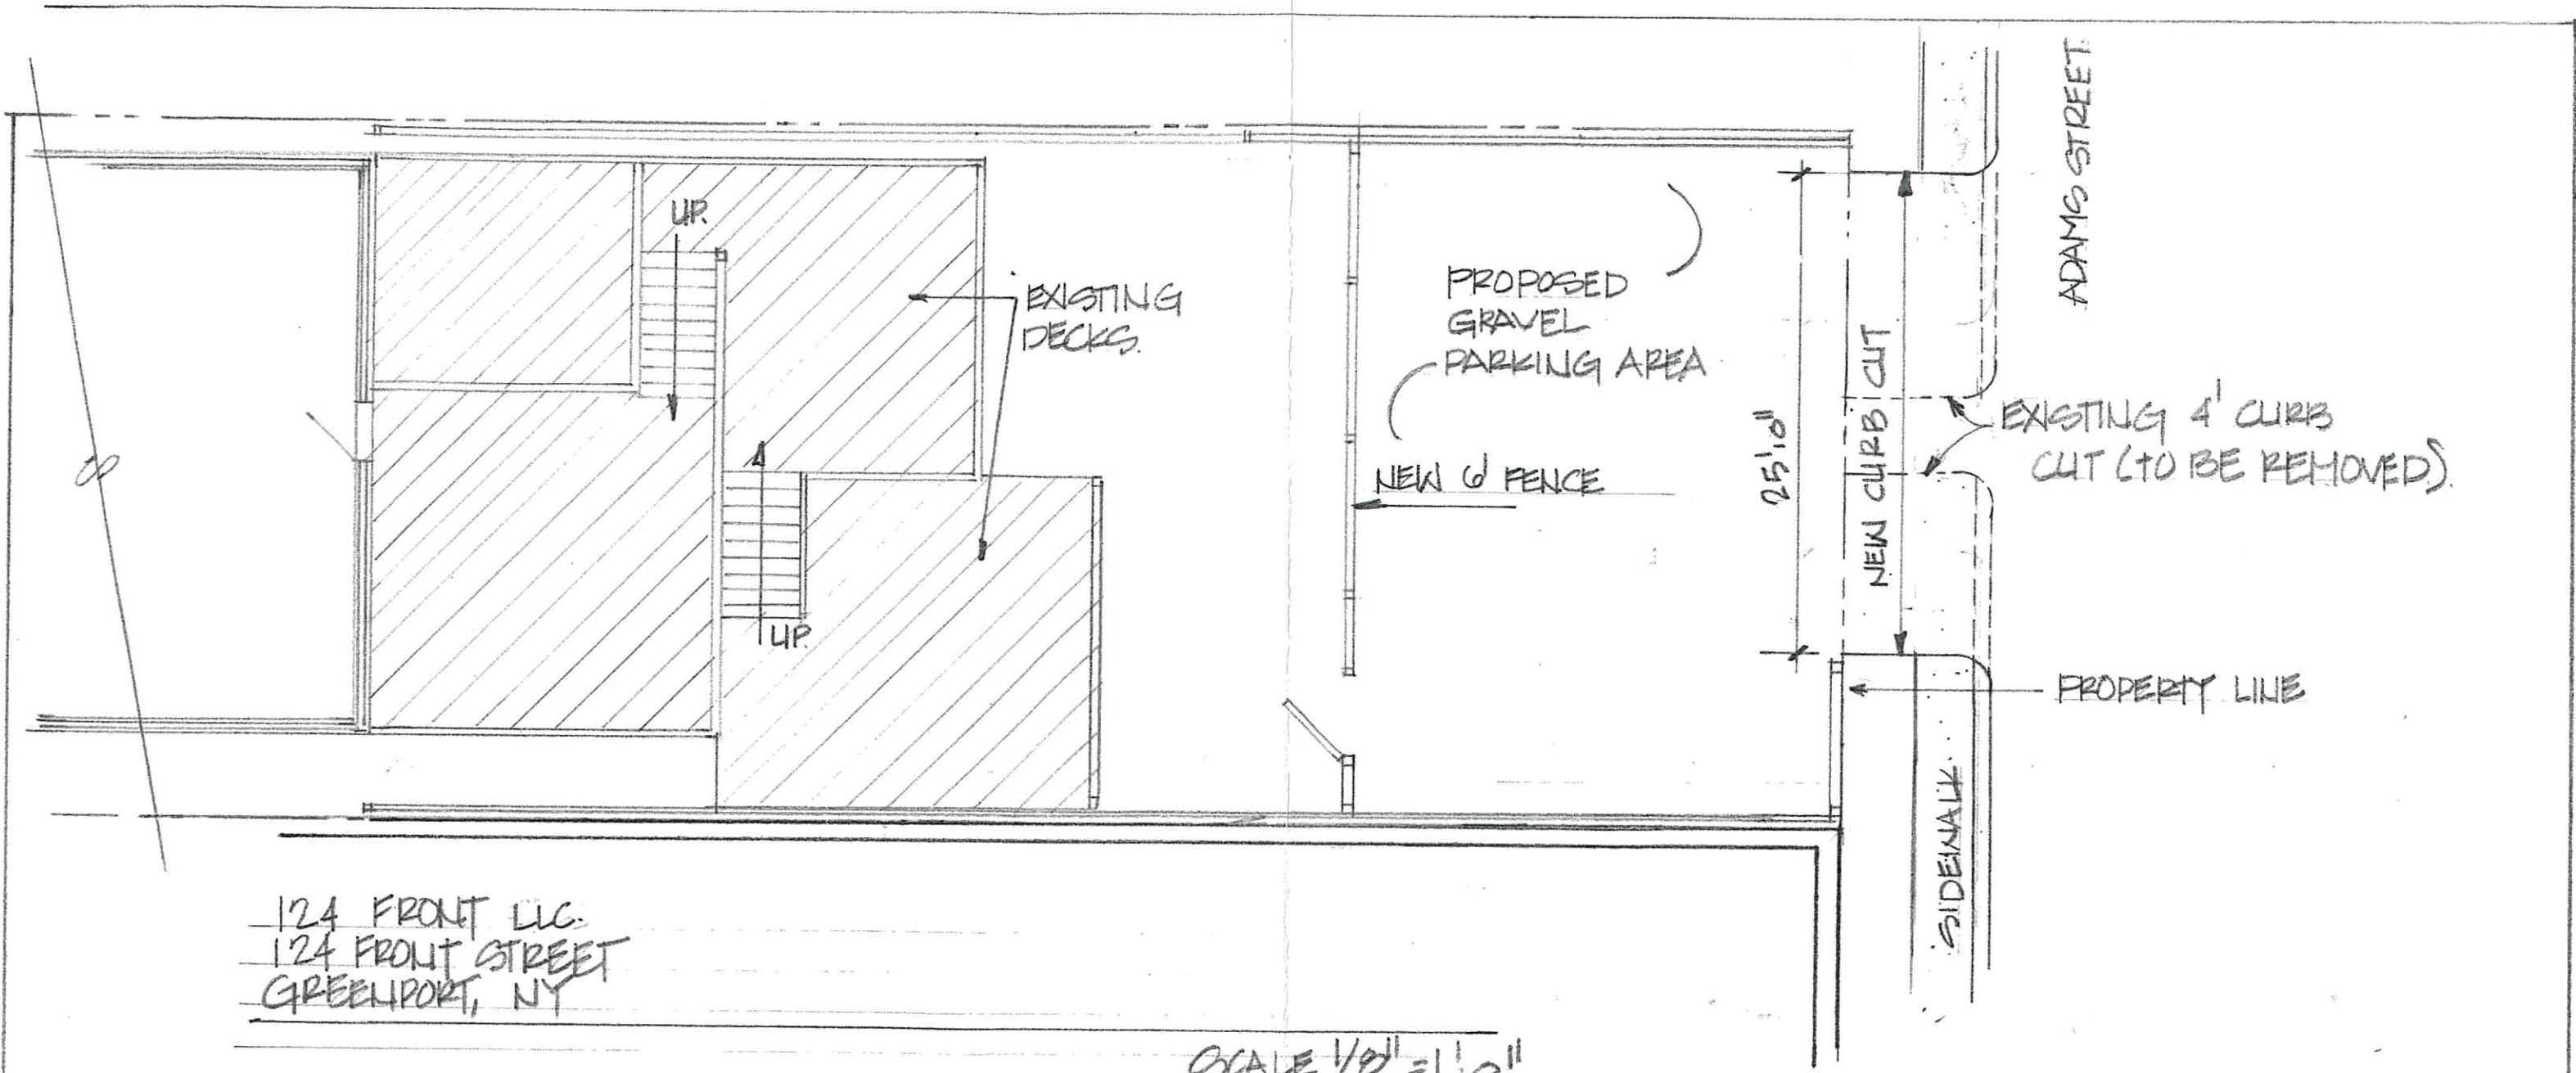 ADAMS STREET
UP.
EXISTING
DECKS.
PROPOSED
GRAVEL
PARKING AREA
NEW 6' FENCE
25'.0"
NEW CURB CUT
EXISTING 4' CURB
CUT (TO BE REMOVED).
UP.
PROPERTY LINE
SIDEWALK.
124 FRONT LLC.
124 FRONT STREET
GREENPORT, NY
SCALE 1/8" = 1'.0"